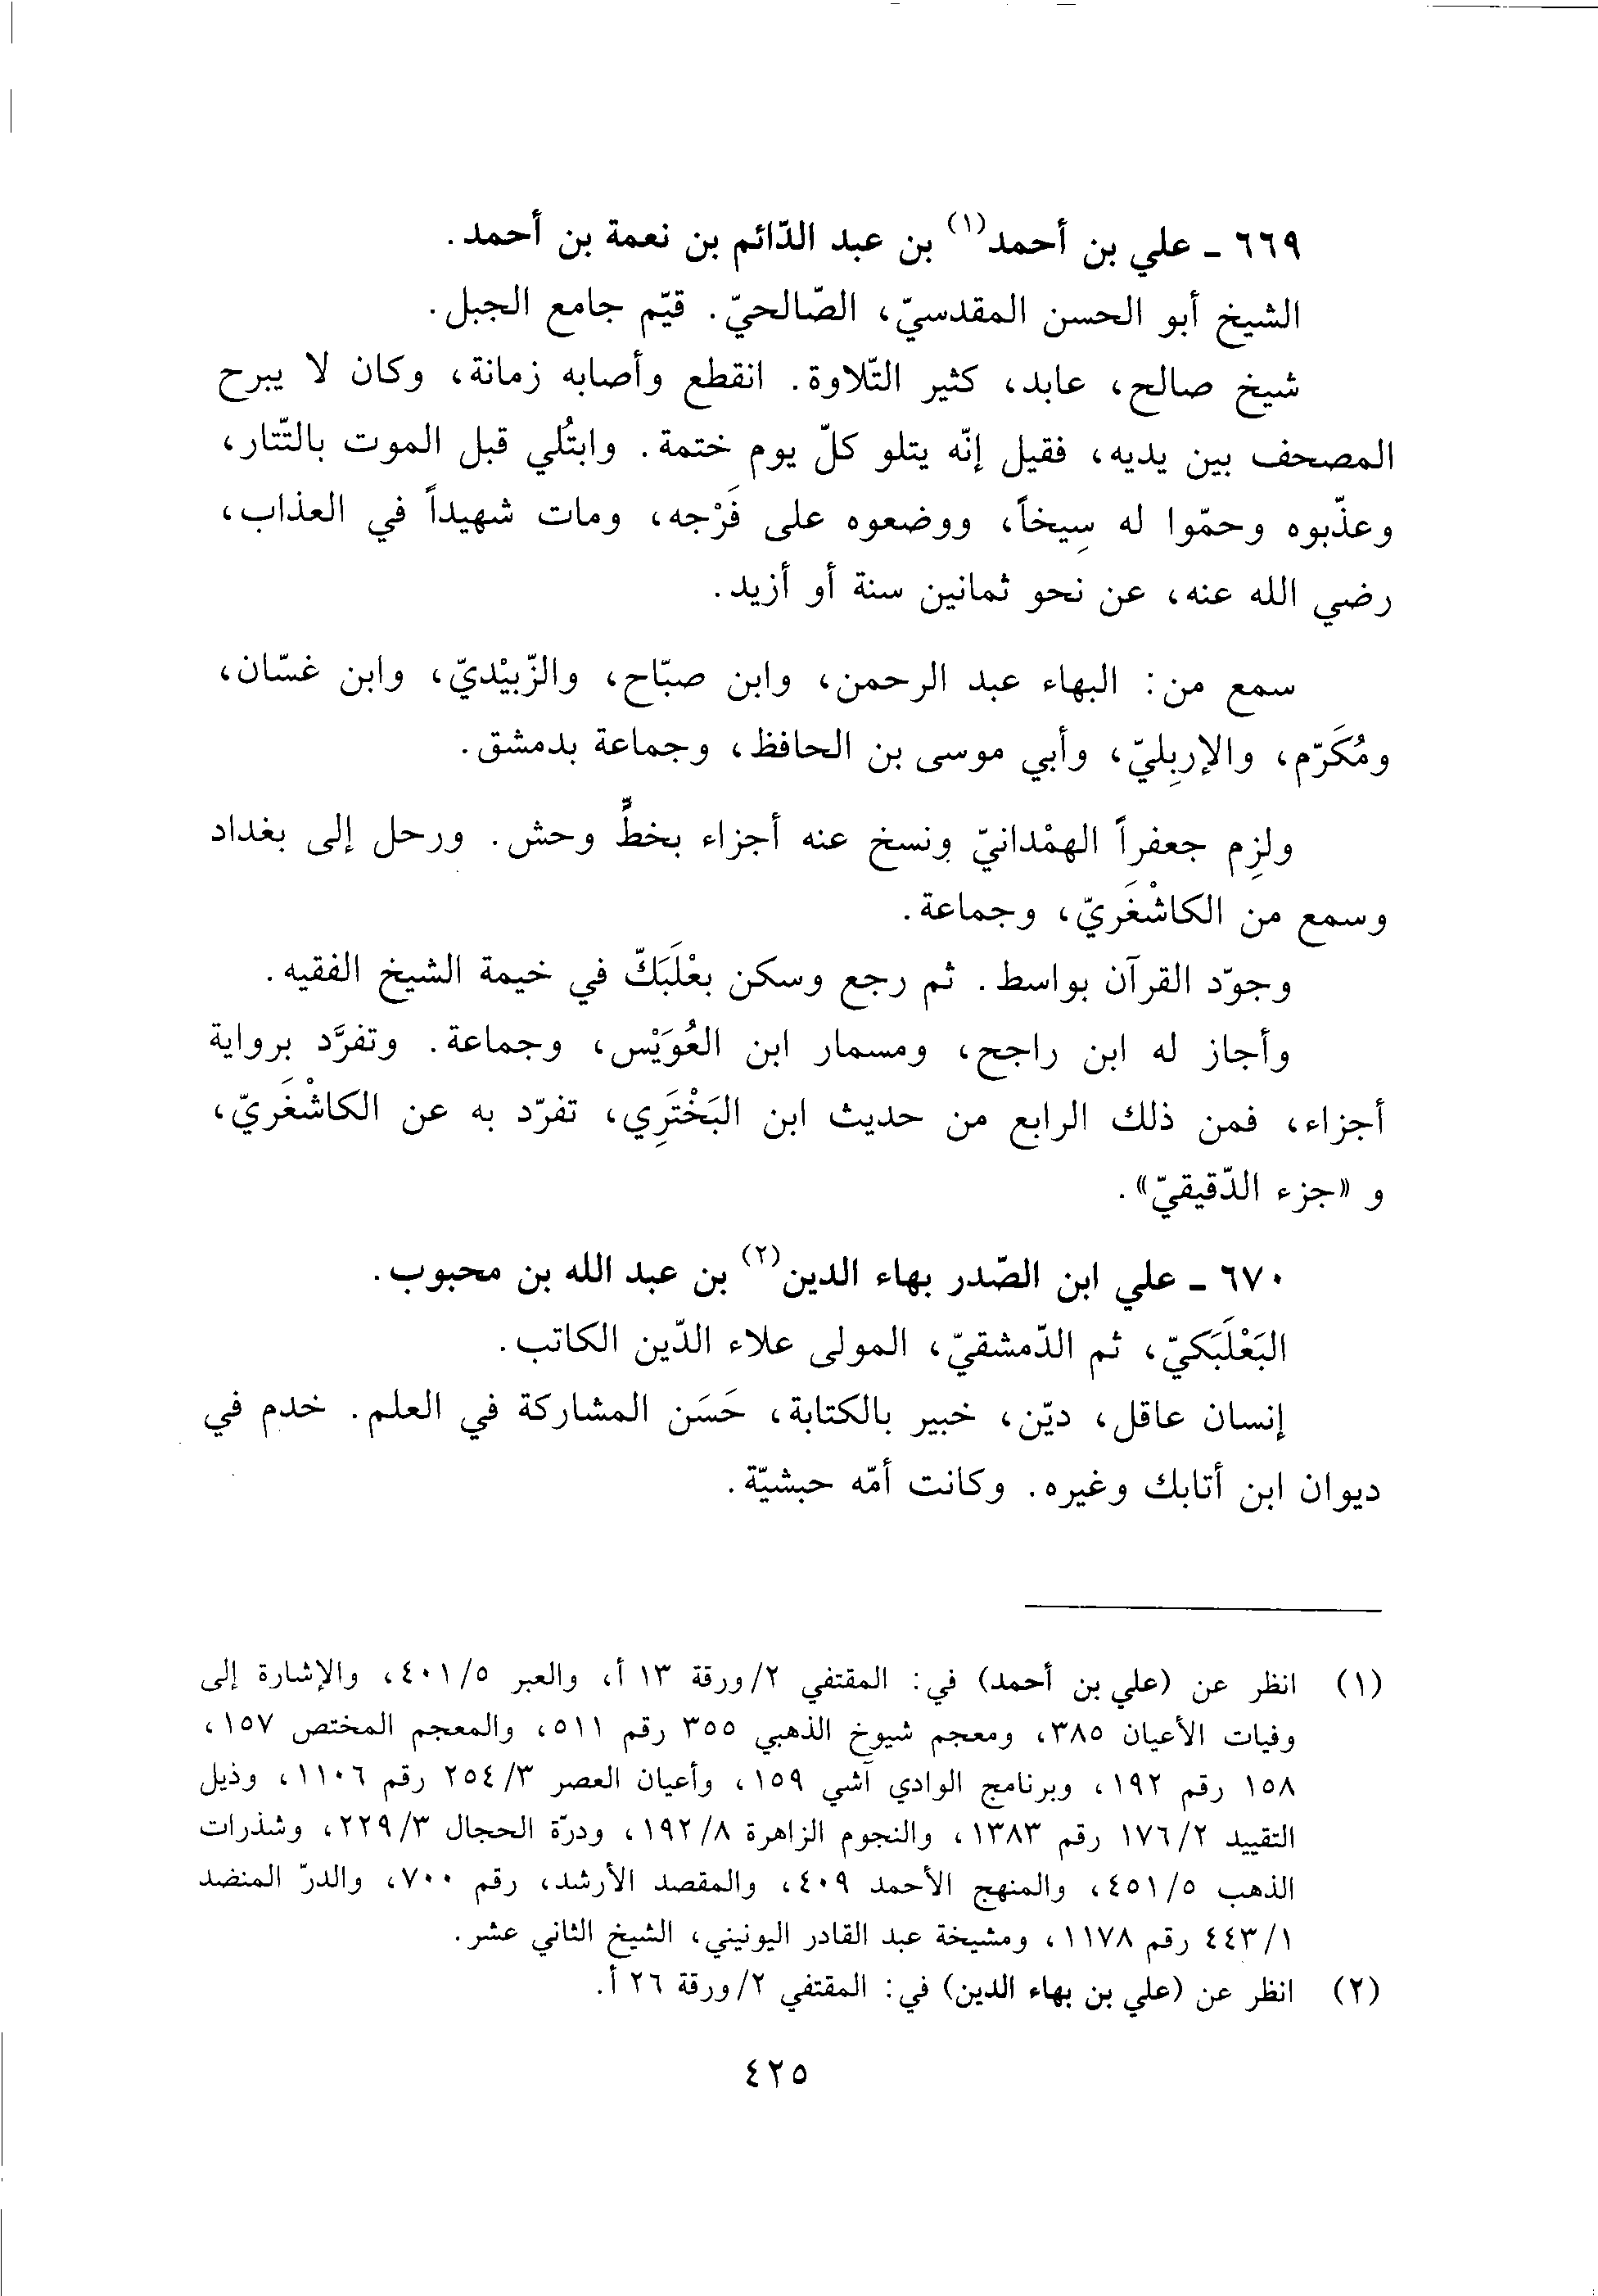 ٦٦٩ ـ علي بن أحمد(١) بن عبد الدّائم بن نعمة بن أحمد.
الشيخ أبو الحسن المقدسيّ، الصّالحيّ. قيّم جامع الجبل.
شيخ صالح، عابد، كثير التّلاوة. انقطع وأصابه زمانة، وكان لا يبرح
المصحف بين يديه، فقيل إنّه يتلو كلّ يوم ختمة. وابتُلي قبل الموت بالتّتار،
وعذّبوه وحمّوا له سِيخاً، ووضعوه على فَرْجه، ومات شهيداً في العذاب،
رضي الله عنه، عن نحو ثمانين سنة أو أزيد.
سمع من: البهاء عبد الرحمن، وابن صبّاح، والزّبيْديّ، وابن غسّان،
ومُكَرّم، والإربِليّ، وأبي موسى بن الحافظ، وجماعة بدمشق.
ولزِم جعفراً الهمْدانيّ ونسخ عنه أجزاء بخطٍّ وحش. ورحل إلى بغداد
وسمع من الكاشْغَريّ، وجماعة.
وجوّد القرآن بواسط. ثم رجع وسكن بعْلَبَكّ في خيمة الشيخ الفقيه.
وأجاز له ابن راجح، ومسمار ابن العُوَيْس، وجماعة. وتفرَّد برواية
أجزاء، فمن ذلك الرابع من حديث ابن البَخْتَرِي، تفرّد به عن الكاشْغَريّ،
و «جزء الدّقيقيّ».
٦٧٠ ـ علي ابن الصّدر بهاء الدين(٢) بن عبد الله بن محبوب.
البَعْلَبَكيّ، ثم الدّمشقيّ، المولى علاء الدّين الكاتب.
إنسان عاقل، ديّن، خبير بالكتابة، حَسَن المشاركة في العلم. خدم في
ديوان ابن أتابك وغيره. وكانت أمّه حبشيّة.
(١) انظر عن (علي بن أحمد) في: المقتفي ٢/ورقة ١٣ أ، والعبر ٤٠١/٥، والإشارة إلى
وفيات الأعيان ٣٨٥، ومعجم شيوخ الذهبي ٣٥٥ رقم ٥١١، والمعجم المختص ١٥٧،
١٥٨ رقم ١٩٢، وبرنامج الوادي آشي ١٥٩، وأعيان العصر ٢٥٤/٣ رقم ١١٠٦، وذيل
التقييد ١٧٦/٢ رقم ١٣٨٣، والنجوم الزاهرة ١٩٢/٨، ودرّة الحجال ٢٢٩/٣، وشذرات
الذهب ٤٥١/٥، والمنهج الأحمد ٤٠٩، والمقصد الأرشد، رقم ٧٠٠، والدرّ المنضد
٤٤٣/١ رقم ١١٧٨، ومشيخة عبد القادر اليونيني، الشيخ الثاني عشر.
(٢) انظر عن (علي بن بهاء الدين) في: المقتفي ٢/ورقة ٢٦ أ.
٤٢٥